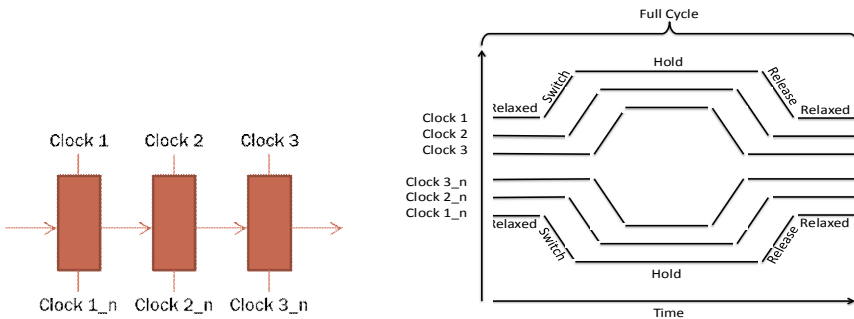 Clock 1
Clock 2
Clock 3
Clock 1_n
Clock 2_n
Clock 3_n
Full Cycle
Hold
Switch
Release
Relaxed
Relaxed
Clock 1
Clock 2
Clock 3
Clock 3_n
Clock 2_n
Clock 1_n
Relaxed
Relaxed
Switch
Release
Hold
Time